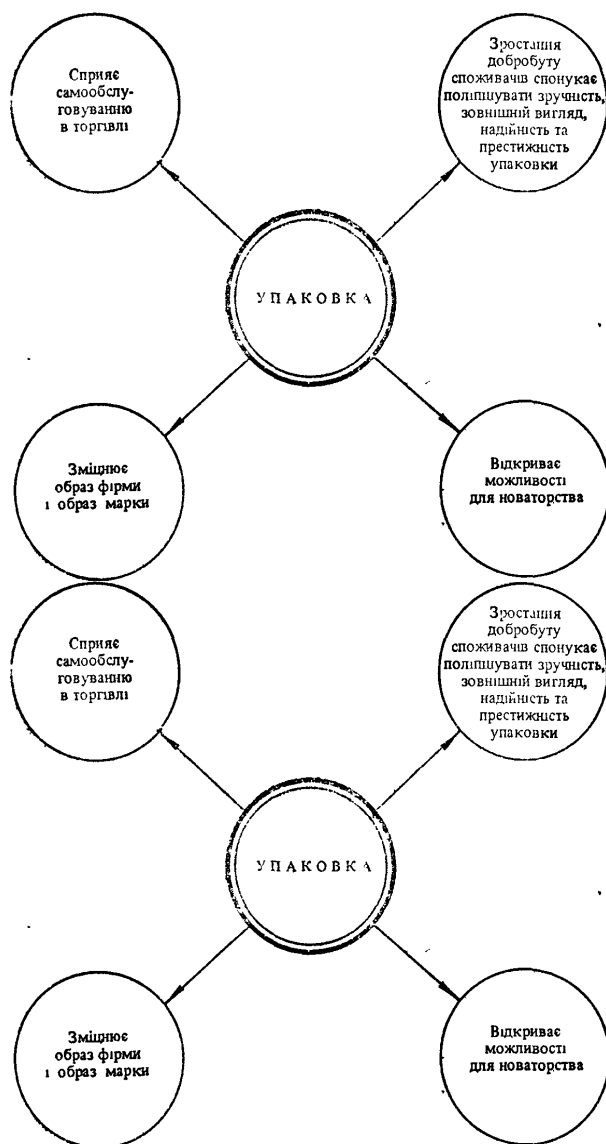 Сприяє
самообслу-
говуванню
в торгівлі
Зростання
добробуту
споживачів спонукає
поліпшувати зручність,
зовнішній вигляд,
надійність та
престижність
упаковки
УПАКОВКА
Зміцнює
образ фірми
і образ марки
Відкриває
можливості
для новаторства
Сприяє
самообслу-
говуванню
в торгівлі
Зростання
добробуту
споживачів спонукає
поліпшувати зручність,
зовнішній вигляд,
надійність та
престижність
упаковки
УПАКОВКА
Зміцнює
образ фірми
і образ марки
Відкриває
можливості
для новаторства